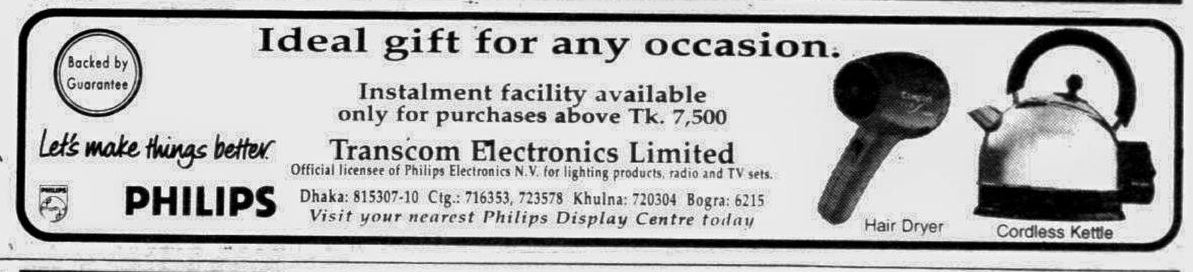 Backed by
Guarantee
Let's make things better.
PHILIPS
PHILIPS
Ideal gift for any occasion.
Instalment facility available
only for purchases above Tk. 7,500
Transcom Electronics Limited
Official licensee of Philips Electronics N.V. for lighting products, radio and TV sets.
Dhaka: 815307-10 Ctg.: 716353, 723578 Khulna: 720304 Bogra: 6215
Visit your nearest Philips Display Centre today
Hair Dryer
Cordless Kettle